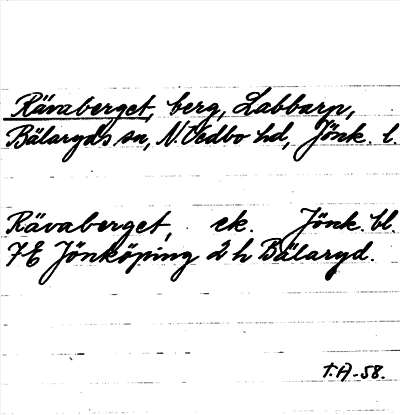 Rävaberget, berg, Labbarp,
Bälaryds sn, N. Vedbo hd, Jönk. l.
Rävaberget, ek. Jönk. bl.
7E Jönköping 2 h Bälaryd.
T.A. -58.